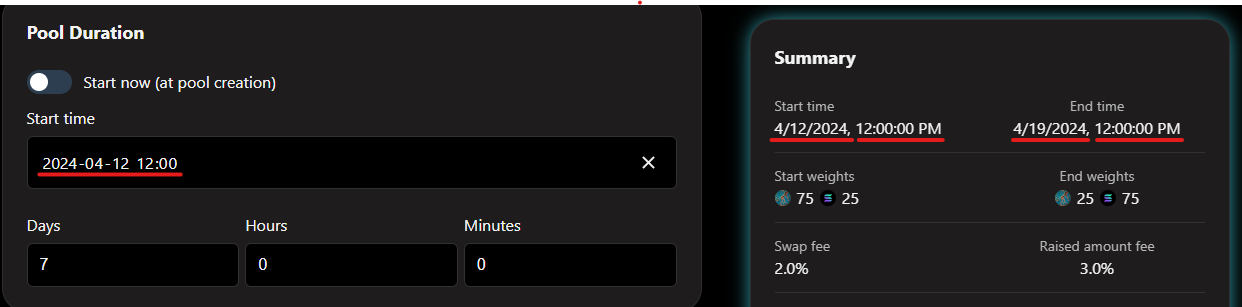 Pool Duration
Start now (at pool creation)
Start time
2024-04-12 12:00
Days Hours Minutes
7 0 0
Summary
Start time End time
4/12/2024, 12:00:00 PM 4/19/2024, 12:00:00 PM
Start weights End weights
75 25 25 75
Swap fee Raised amount fee
2.0% 3.0%